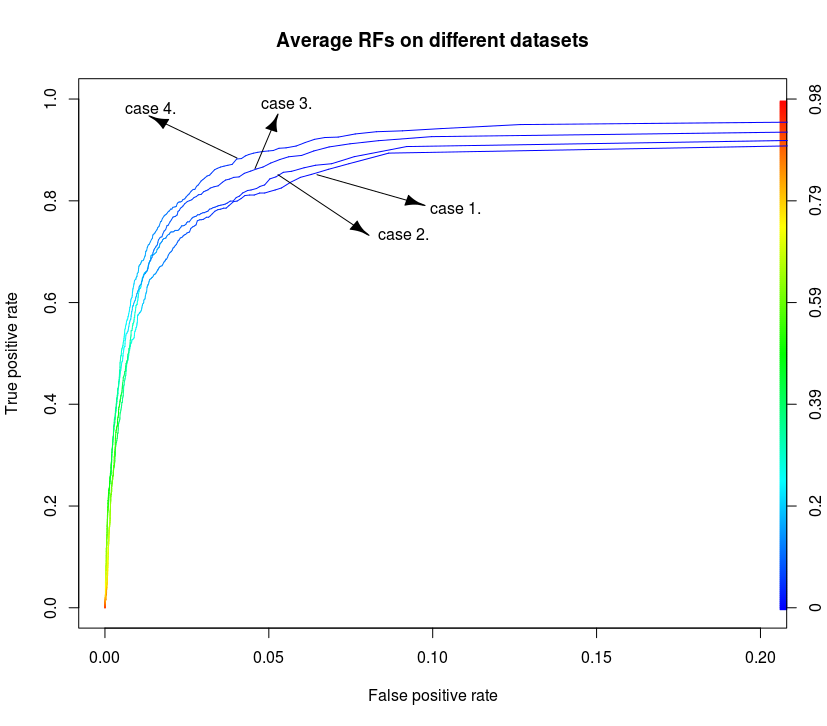 Average RFs on different datasets
case 4.
case 3.
case 1.
case 2.
True positive rate
1.0
0.8
0.6
0.4
0.2
0.0
0.98
0.79
0.59
0.39
0.2
0
0.00
0.05
0.10
0.15
0.20
False positive rate